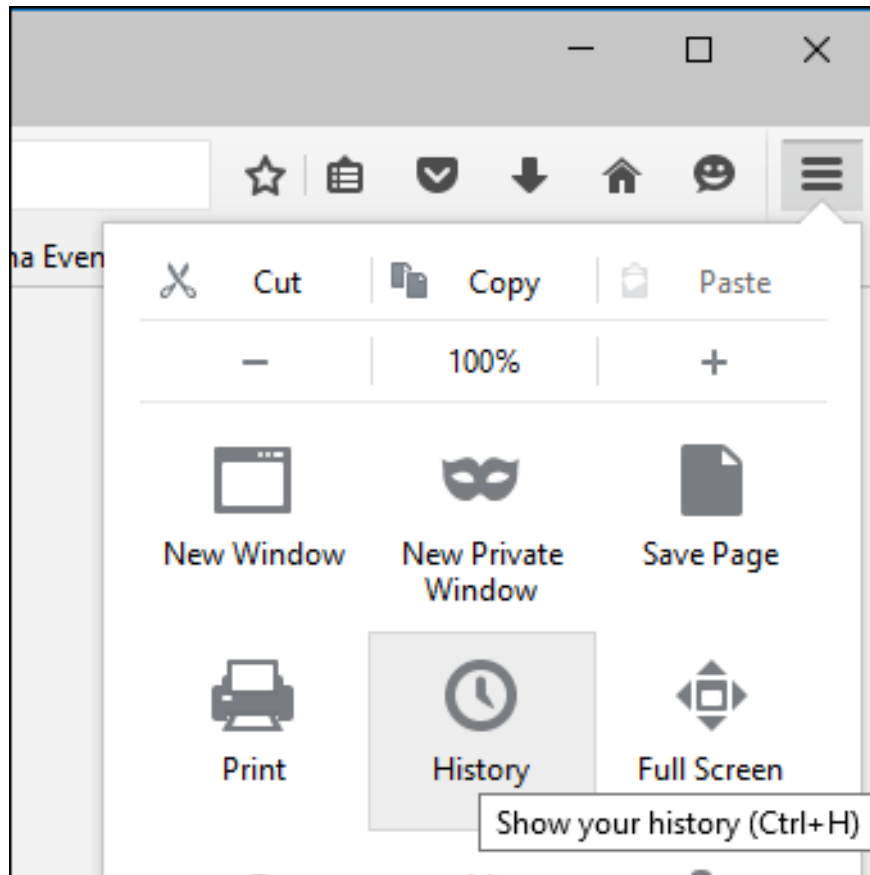 na Even
Cut Copy Paste
100%
New Window New Private Window Save Page
Print History Full Screen
Show your history (Ctrl+H)